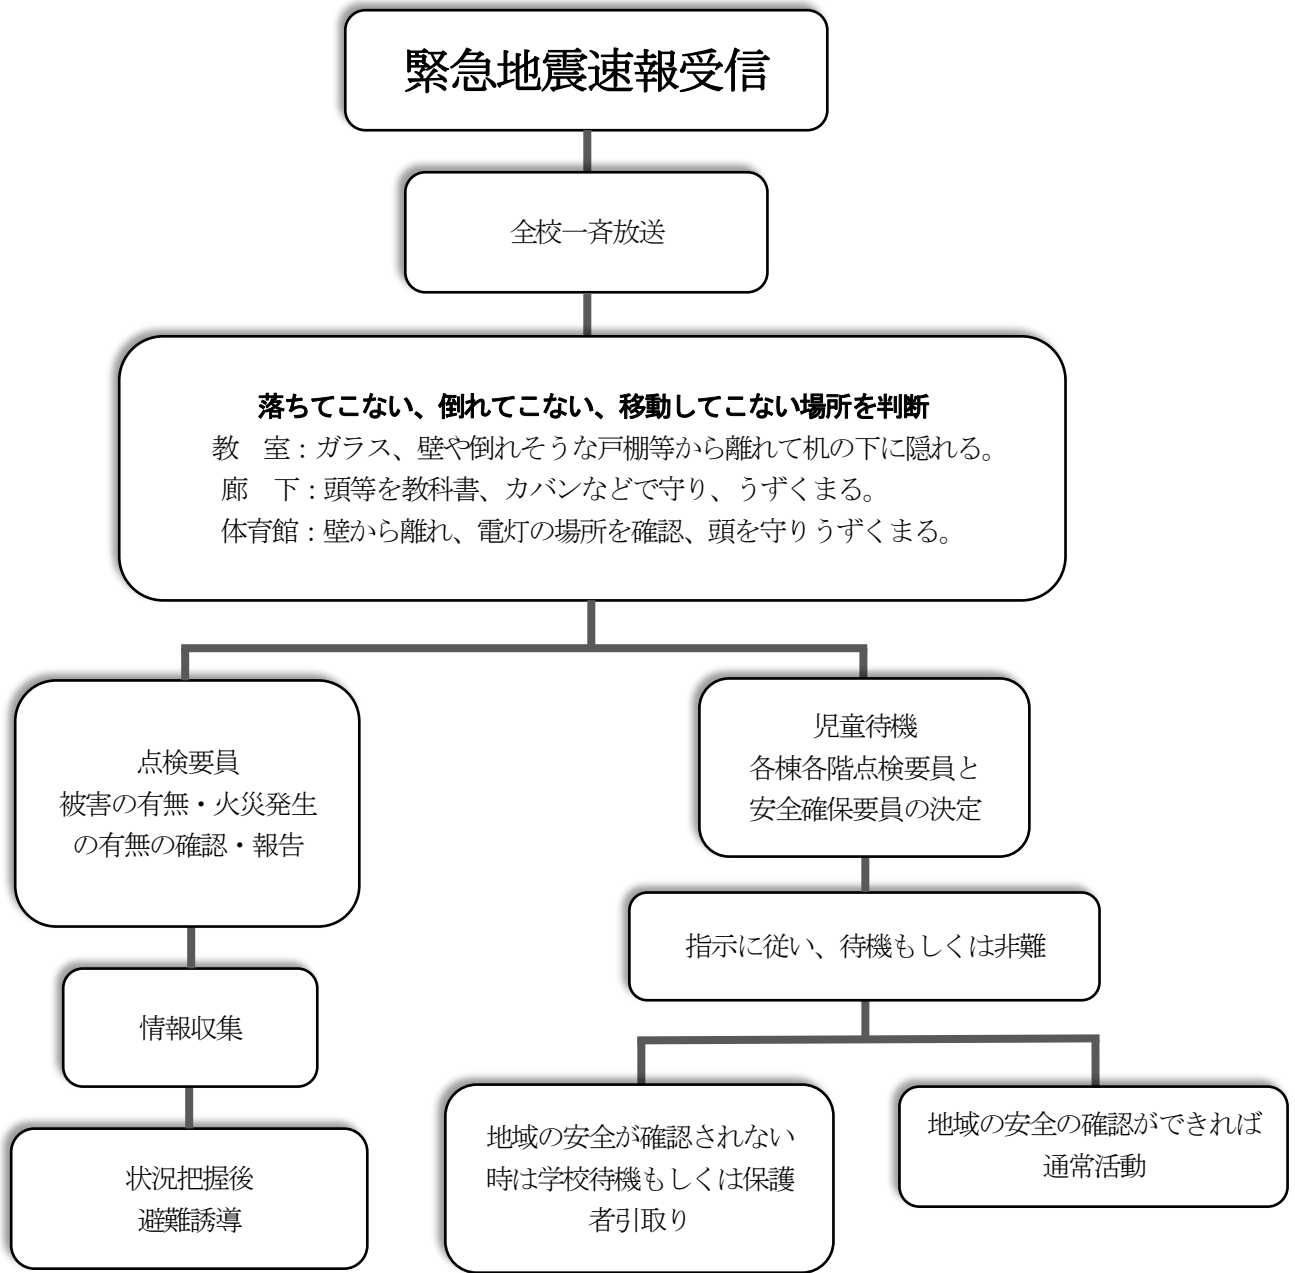 緊急地震速報受信
全校一斉放送
落ちてこない、倒れてこない、移動してこない場所を判断
教　室：ガラス、壁や倒れそうな戸棚等から離れて机の下に隠れる。
廊　下：頭等を教科書、カバンなどで守り、うずくまる。
体育館：壁から離れ、電灯の場所を確認、頭を守りうずくまる。
点検要員
被害の有無・火災発生
の有無の確認・報告
情報収集
状況把握後
避難誘導
児童待機
各棟各階点検要員と
安全確保要員の決定
指示に従い、待機もしくは非難
地域の安全が確認されない
時は学校待機もしくは保護
者引取り
地域の安全の確認ができれば
通常活動